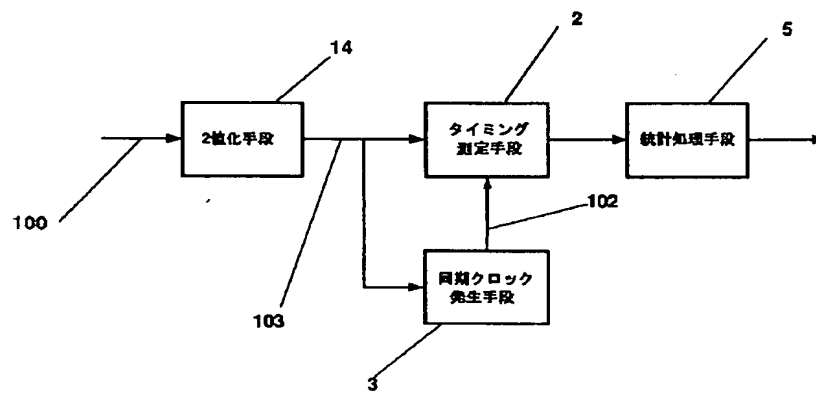 14
2
5
2値化手段
タイミング
測定手段
統計処理手段
100
102
同期クロック
発生手段
103
3